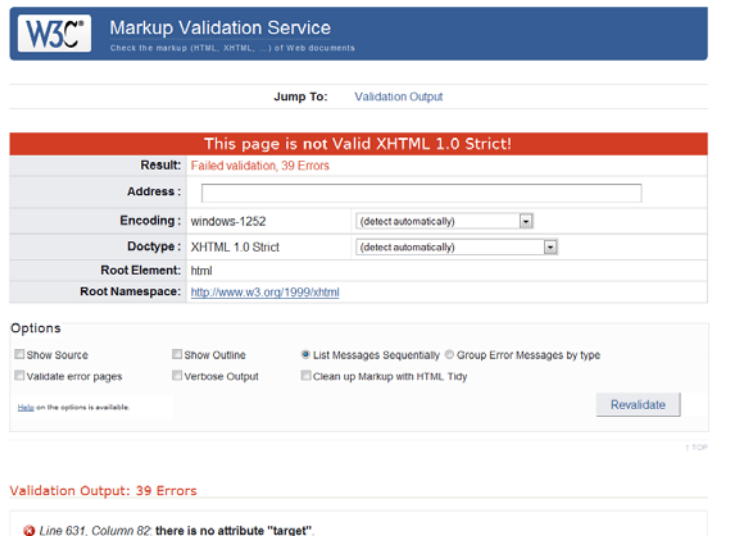 W3C® Markup Validation Service
Check the markup (HTML, XHTML, ...) of Web documents
Jump To: Validation Output
This page is not Valid XHTML 1.0 Strict!
Result: Failed validation, 39 Errors
Address :
Encoding : windows-1252 (detect automatically)
Doctype : XHTML 1.0 Strict (detect automatically)
Root Element: html
Root Namespace: http://www.w3.org/1999/xhtml
Options
Show Source Show Outline List Messages Sequentially Group Error Messages by type
Validate error pages Verbose Output Clean up Markup with HTML Tidy
Help on the options is available.
Revalidate
↑ TOP
Validation Output: 39 Errors
Line 631, Column 82: there is no attribute "target".